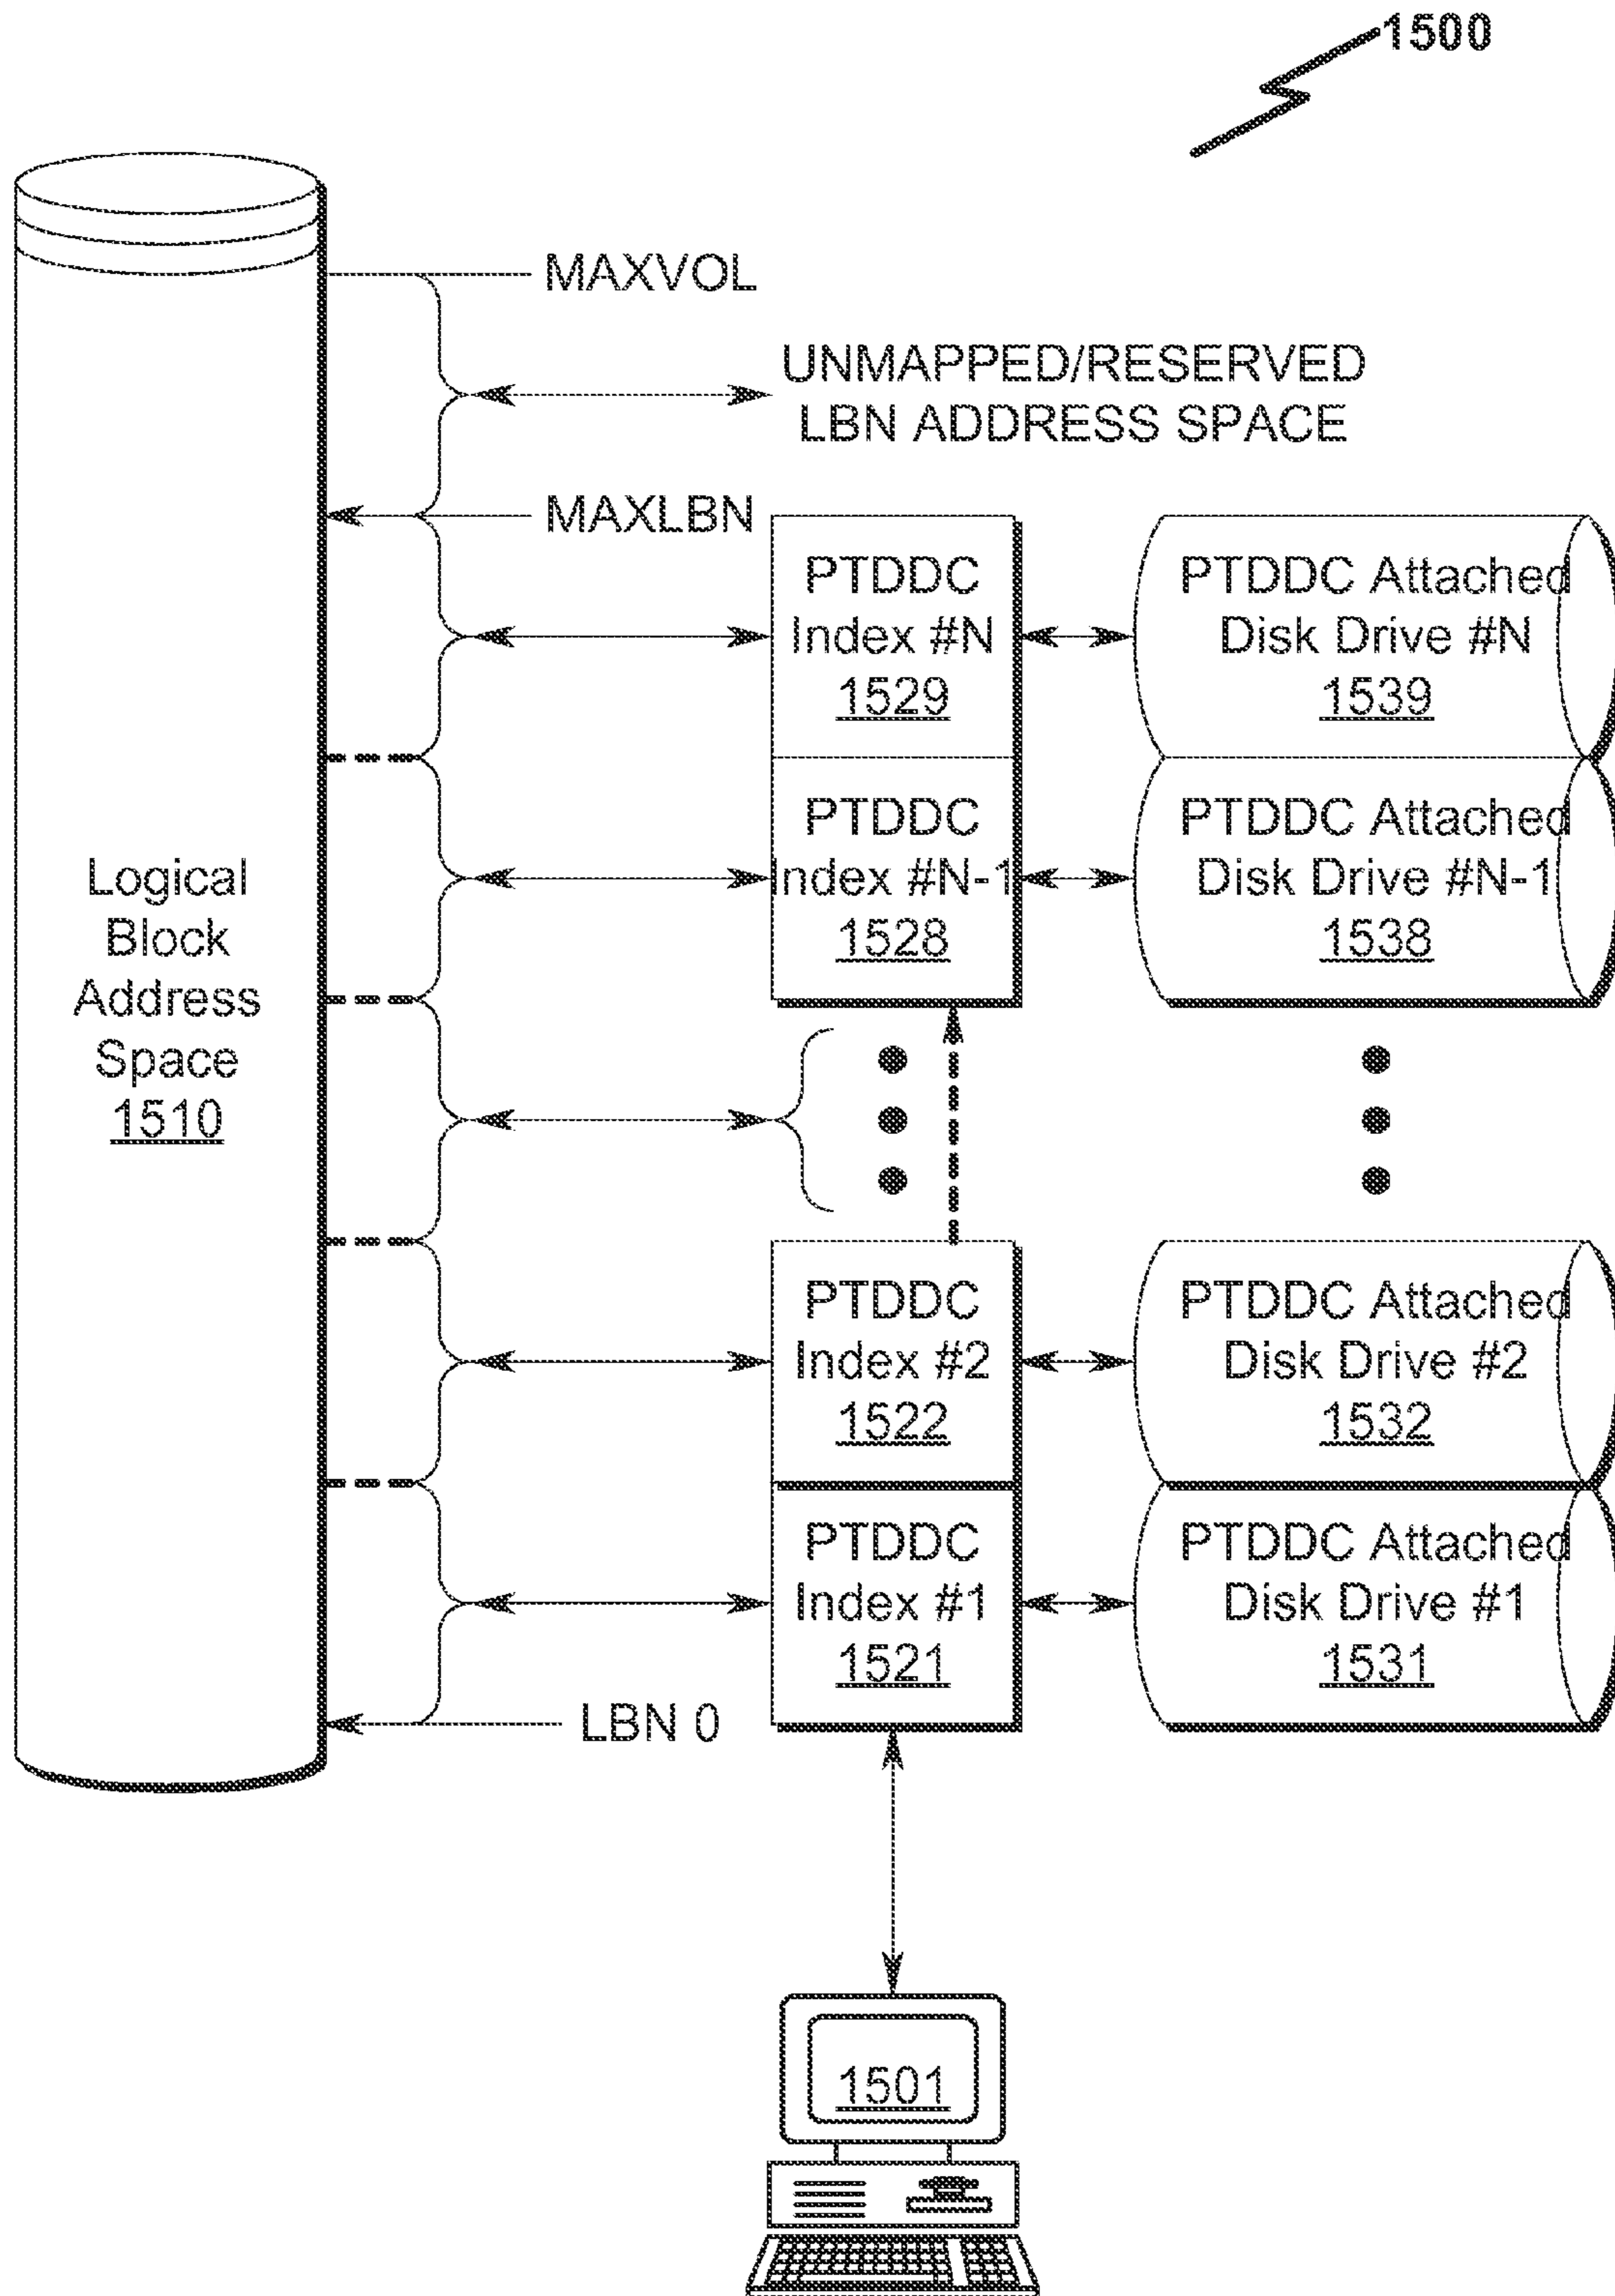 1500
MAXVOL
UNMAPPED/RESERVED
LBN ADDRESS SPACE
MAXLBN
PTDDC
Index #N
1529
PTDDC Attached
Disk Drive #N
1539
PTDDC
Index #N-1
1528
PTDDC Attached
Disk Drive #N-1
1538
Logical
Block
Address
Space
1510
PTDDC
Index #2
1522
PTDDC Attached
Disk Drive #2
1532
PTDDC
Index #1
1521
PTDDC Attached
Disk Drive #1
1531
LBN 0
1501